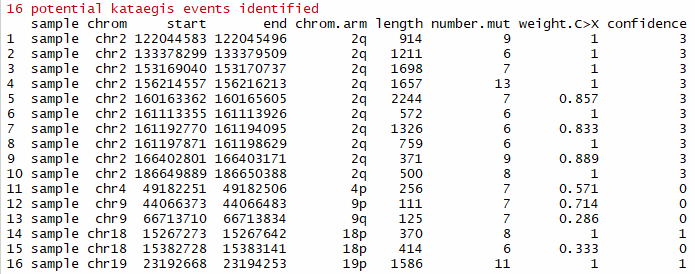 16 potential kataegis events identified
sample chrom start end chrom.arm length number.mut weight.C>X confidence
1 sample chr2 122044583 122045496 2q 914 9 1 3
2 sample chr2 133378299 133379509 2q 1211 6 1 3
3 sample chr2 153169040 153170737 2q 1698 7 1 3
4 sample chr2 156214557 156216213 2q 1657 13 1 3
5 sample chr2 160163362 160165605 2q 2244 7 0.857 3
6 sample chr2 161113355 161113926 2q 572 6 1 3
7 sample chr2 161192770 161194095 2q 1326 6 0.833 3
8 sample chr2 161197871 161198629 2q 759 6 1 3
9 sample chr2 166402801 166403171 2q 371 9 0.889 3
10 sample chr2 186649889 186650388 2q 500 8 1 3
11 sample chr4 49182251 49182506 4p 256 7 0.571 0
12 sample chr9 44066373 44066483 9p 111 7 0.714 0
13 sample chr9 66713710 66713834 9q 125 7 0.286 0
14 sample chr18 15267273 15267642 18p 370 8 1 1
15 sample chr18 15382728 15383141 18p 414 6 0.333 0
16 sample chr19 23192668 23194253 19p 1586 11 1 1